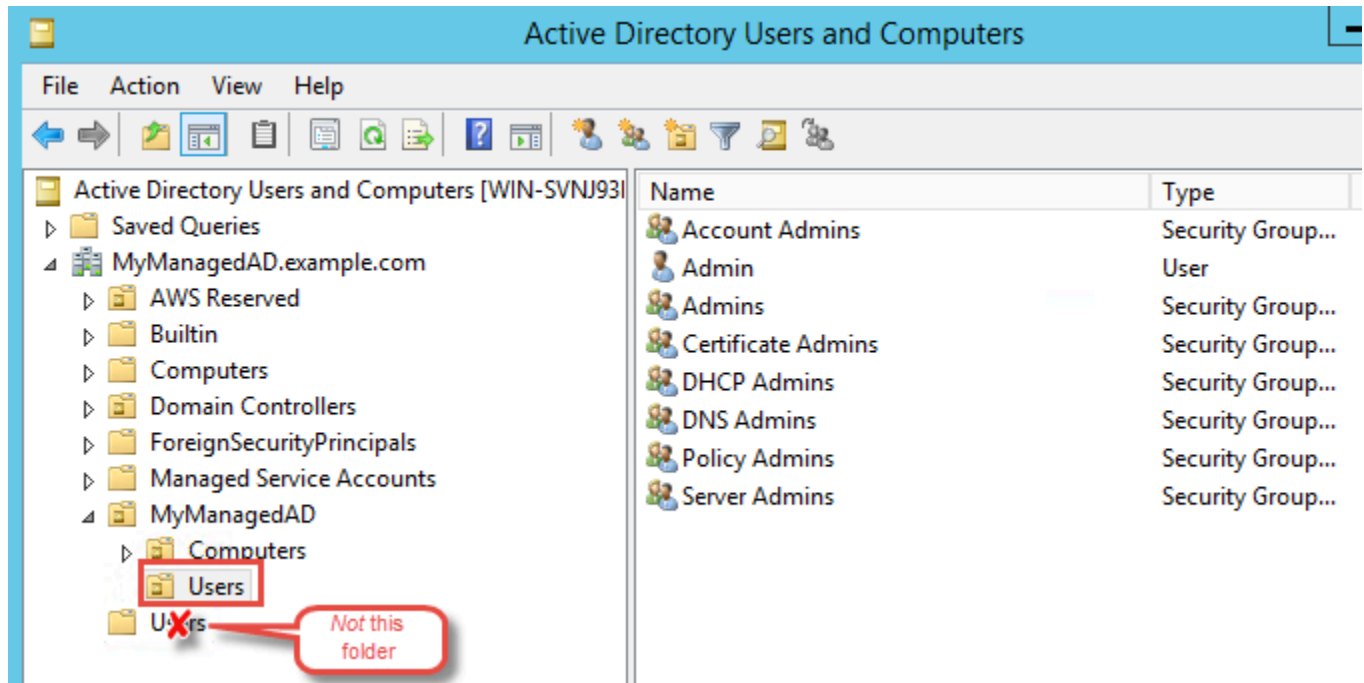 Active Directory Users and Computers
File Action View Help
Active Directory Users and Computers [WIN-SVNJ93I
Saved Queries
MyManagedAD.example.com
AWS Reserved
Builtin
Computers
Domain Controllers
ForeignSecurityPrincipals
Managed Service Accounts
MyManagedAD
Computers
Users
Users
Not this
folder
Name Type
Account Admins Security Group...
Admin User
Admins Security Group...
Certificate Admins Security Group...
DHCP Admins Security Group...
DNS Admins Security Group...
Policy Admins Security Group...
Server Admins Security Group...